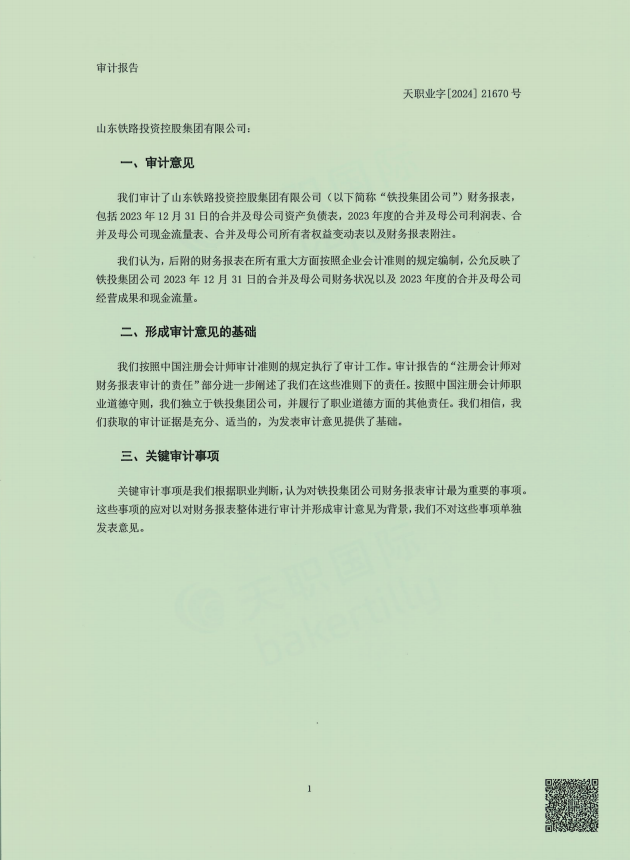 审计报告
天职业字[2024] 21670 号
山东铁路投资控股集团有限公司：
一、审计意见
我们审计了山东铁路投资控股集团有限公司（以下简称“铁投集团公司”）财务报表，
包括 2023 年 12 月 31 日的合并及母公司资产负债表，2023 年度的合并及母公司利润表、合
并及母公司现金流量表、合并及母公司所有者权益变动表以及财务报表附注。
我们认为，后附的财务报表在所有重大方面按照企业会计准则的规定编制，公允反映了
铁投集团公司 2023 年 12 月 31 日的合并及母公司财务状况以及 2023 年度的合并及母公司
经营成果和现金流量。
二、形成审计意见的基础
我们按照中国注册会计师审计准则的规定执行了审计工作。审计报告的“注册会计师对
财务报表审计的责任”部分进一步阐述了我们在这些准则下的责任。按照中国注册会计师职
业道德守则，我们独立于铁投集团公司，并履行了职业道德方面的其他责任。我们相信，我
们获取的审计证据是充分、适当的，为发表审计意见提供了基础。
三、关键审计事项
关键审计事项是我们根据职业判断，认为对铁投集团公司财务报表审计最为重要的事项。
这些事项的应对以对财务报表整体进行审计并形成审计意见为背景，我们不对这些事项单独
发表意见。
天职国际
bakertilly
1